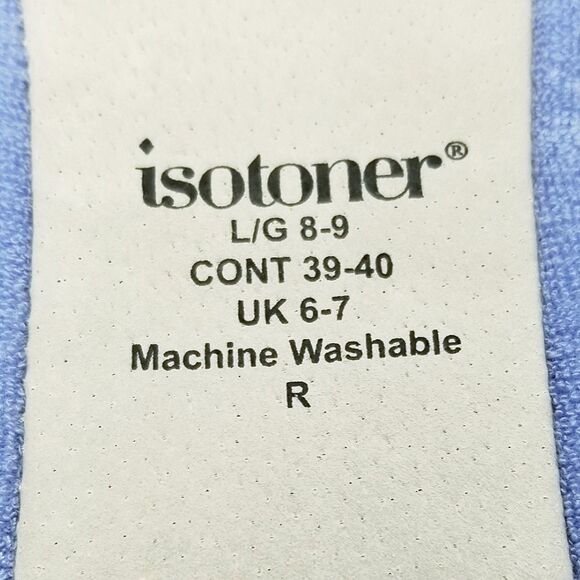 isotoner®
L/G 8-9
CONT 39-40
UK 6-7
Machine Washable
R